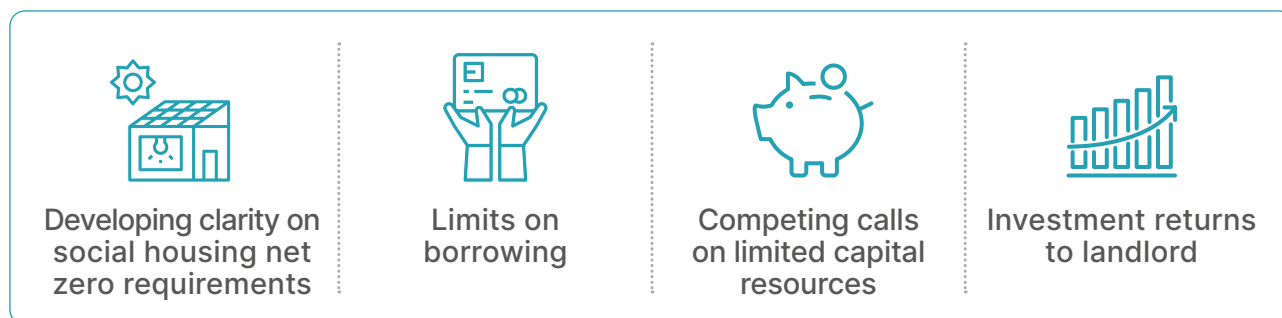 Developing clarity on
social housing net
zero requirements
Limits on
borrowing
Competing calls
on limited capital
resources
Investment returns
to landlord